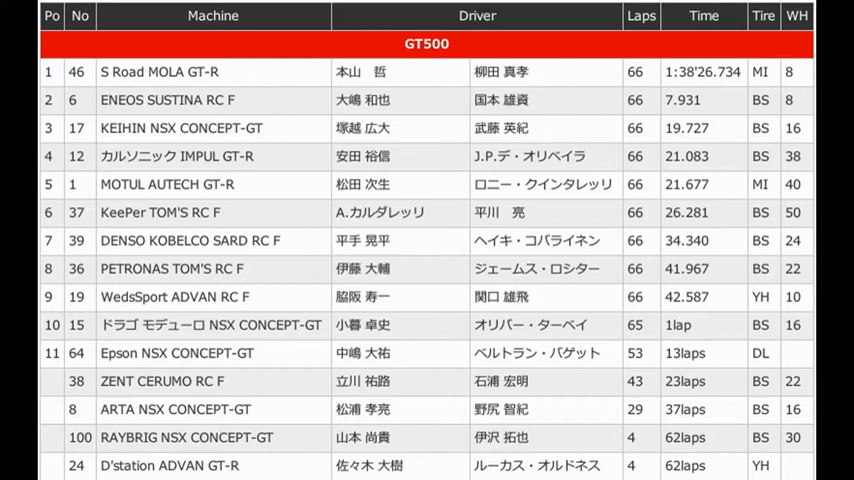 Po No Machine Driver Laps Time Tire WH
GT500
1 46 S Road MOLA GT-R 本山 哲 柳田 真孝 66 1:38'26.734 MI 8
2 6 ENEOS SUSTINA RC F 大嶋 和也 国本 雄資 66 7.931 BS 8
3 17 KEIHIN NSX CONCEPT-GT 塚越 広大 武藤 英紀 66 19.727 BS 16
4 12 カルソニック IMPUL GT-R 安田 裕信 J.P.デ・オリベイラ 66 21.083 BS 38
5 1 MOTUL AUTECH GT-R 松田 次生 ロニー・クインタレッリ 66 21.677 MI 40
6 37 KeePer TOM'S RC F A.カルダレッリ 平川 亮 66 26.281 BS 50
7 39 DENSO KOBELCO SARD RC F 平手 晃平 ヘイキ・コバライネン 66 34.340 BS 24
8 36 PETRONAS TOM'S RC F 伊藤 大輔 ジェームス・ロシター 66 41.967 BS 22
9 19 WedsSport ADVAN RC F 脇阪 寿一 関口 雄飛 66 42.587 YH 10
10 15 ドラゴ モデューロ NSX CONCEPT-GT 小暮 卓史 オリバー・ターベイ 65 1lap BS 16
11 64 Epson NSX CONCEPT-GT 中嶋 大祐 ベルトラン・バゲット 53 13laps DL
38 ZENT CERUMO RC F 立川 祐路 石浦 宏明 43 23laps BS 22
8 ARTA NSX CONCEPT-GT 松浦 孝亮 野尻 智紀 29 37laps BS 16
100 RAYBRIG NSX CONCEPT-GT 山本 尚貴 伊沢 拓也 4 62laps BS 30
24 D'station ADVAN GT-R 佐々木 大樹 ルーカス・オルドネス 4 62laps YH